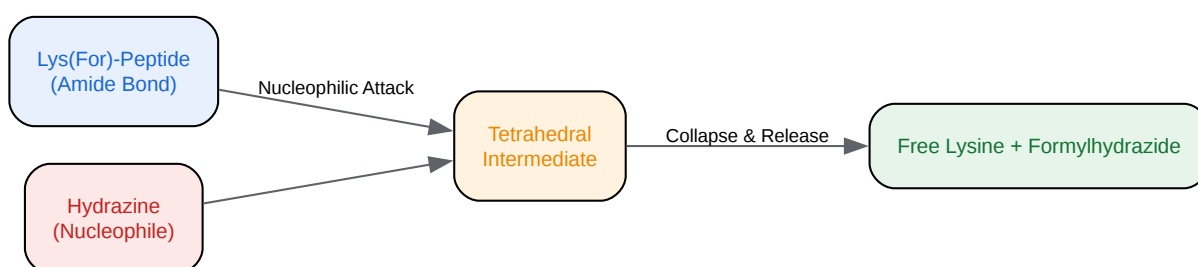 Lys(For)-Peptide
(Amide Bond)
Nucleophilic Attack
Hydrazine
(Nucleophile)
Tetrahedral
Intermediate
Collapse & Release
Free Lysine + Formylhydrazide